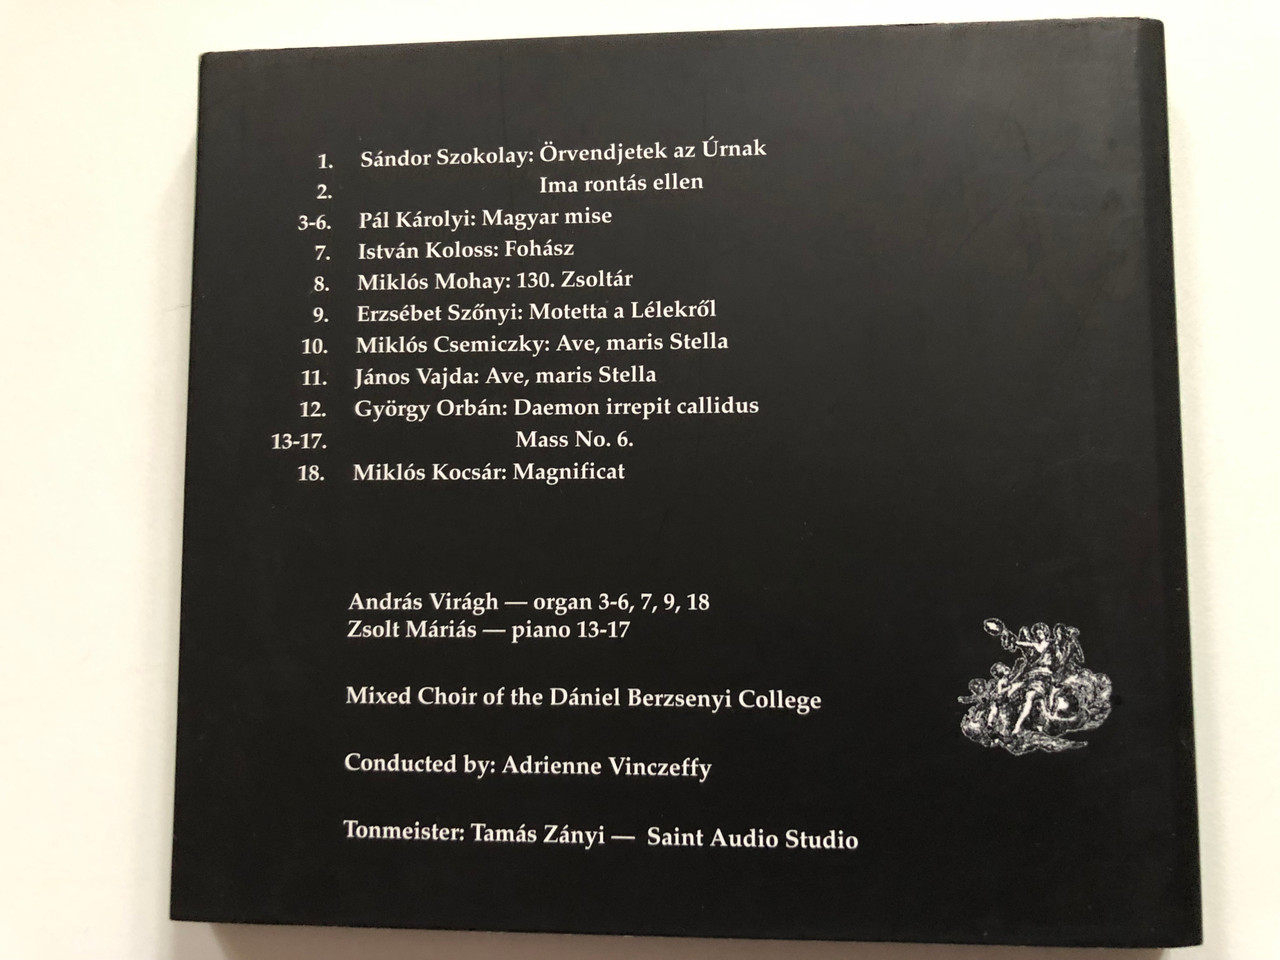 1. Sándor Szokolay: Örvendjetek az Úrnak
2. Ima rontás ellen
3-6. Pál Károlyi: Magyar mise
7. István Koloss: Fohász
8. Miklós Mohay: 130. Zsoltár
9. Erzsébet Szőnyi: Motetta a Lélekről
10. Miklós Csemiczky: Ave, maris Stella
11. János Vajda: Ave, maris Stella
12. György Orbán: Daemon irrepit callidus
13-17. Mass No. 6.
18. Miklós Kocsár: Magnificat
András Virágh — organ 3-6, 7, 9, 18
Zsolt Máriás — piano 13-17
Mixed Choir of the Dániel Berzsenyi College
Conducted by: Adrienne Vinczeffy
Tonmeister: Tamás Zányi — Saint Audio Studio